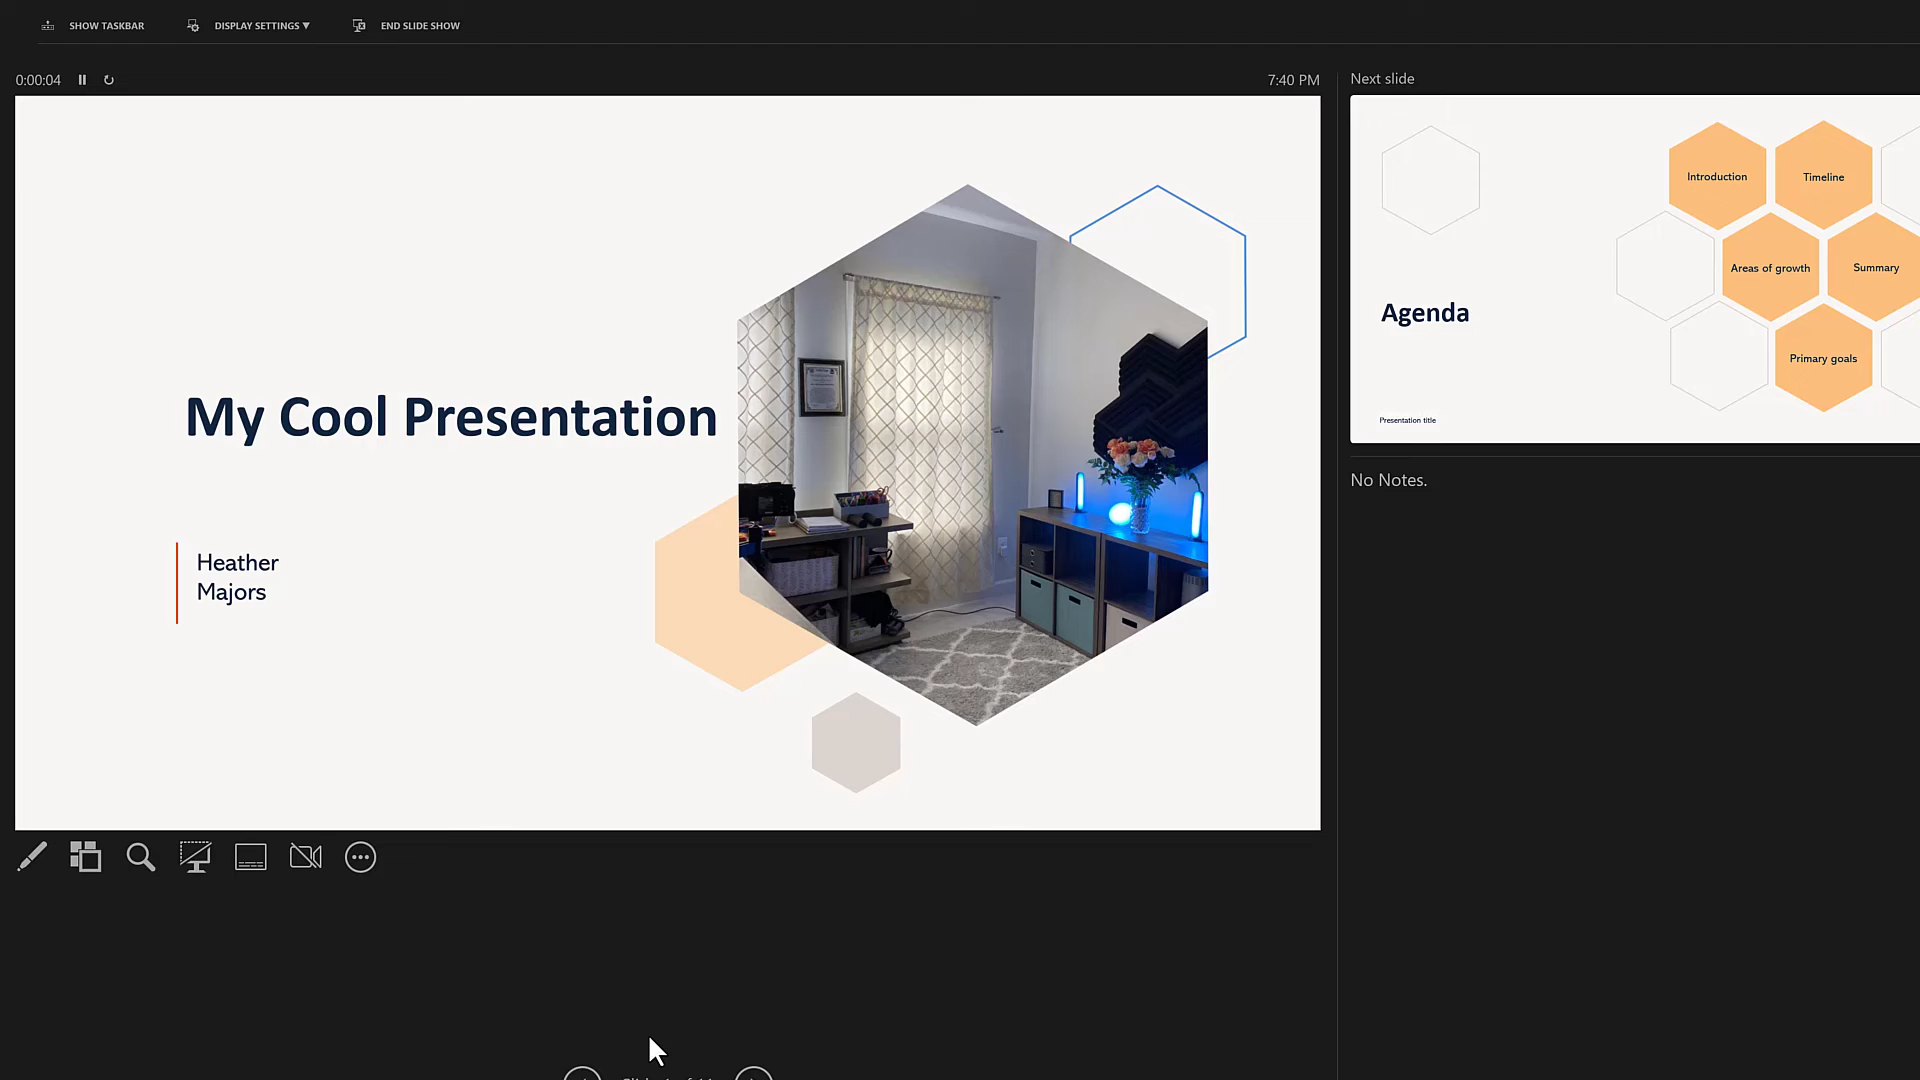 SHOW TASKBAR
DISPLAY SETTINGS ▼
END SLIDE SHOW
0:00:04
7:40 PM
My Cool Presentation
Heather
Majors
Next slide
Introduction
Timeline
Areas of growth
Summary
Agenda
Primary goals
Presentation title
No Notes.